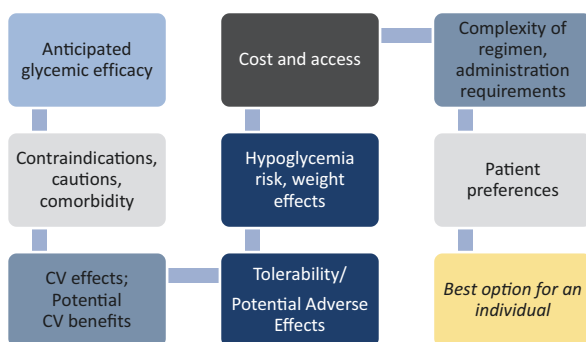 Anticipated
glycemic efficacy
Contraindications,
cautions,
comorbidity
CV effects;
Potential
CV benefits
Tolerability/
Potential Adverse
Effects
Hypoglycemia
risk, weight
effects
Cost and access
Complexity of
regimen,
administration
requirements
Patient
preferences
Best option for an
individual